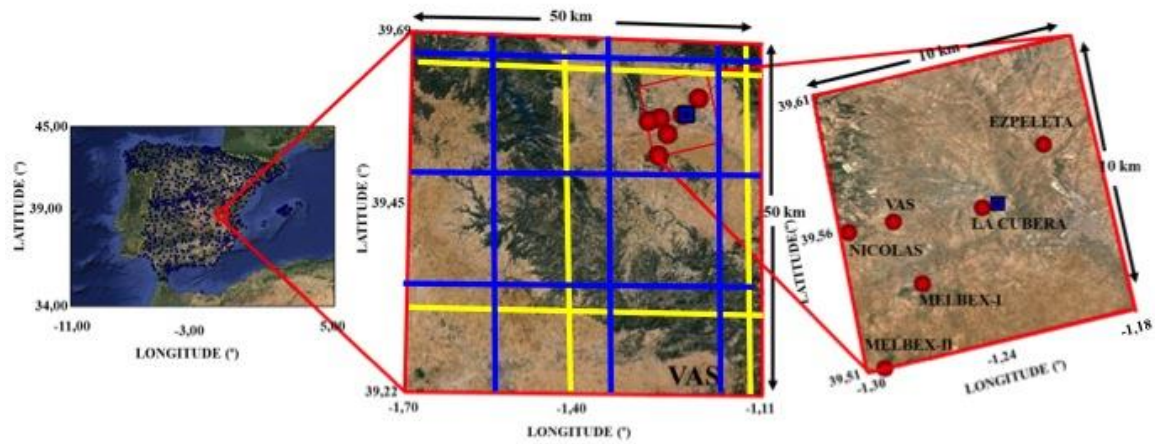 50 km
39,69
39,45
39,22
-1,70
-1,40
-1,11
LONGITUDE (º)
LATITUDE (º)
50 km
VAS
45,00
39,00
34,00
-11,00
-3,00
5,00
LATITUDE (º)
LONGITUDE (º)
10 km
10 km
39,61
39,56
39,51
-1,30
-1,24
-1,18
LATITUDE(º)
LONGITUDE (º)
EZPELETA
VAS
LA CUBERA
NICOLAS
MELBEX-I
MELBEX-II